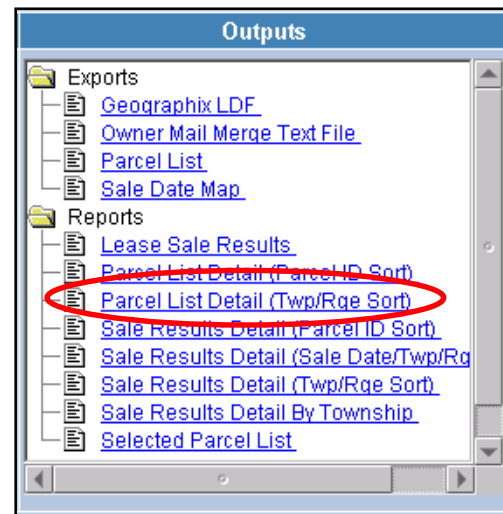 Outputs
Exports
Geographix LDF
Owner Mail Merge Text File
Parcel List
Sale Date Map
Reports
Lease Sale Results
Parcel List Detail (Parcel ID Sort)
Parcel List Detail (Twp/Rge Sort)
Sale Results Detail (Parcel ID Sort)
Sale Results Detail (Sale Date/Twp/Rg
Sale Results Detail (Twp/Rge Sort)
Sale Results Detail By Township
Selected Parcel List